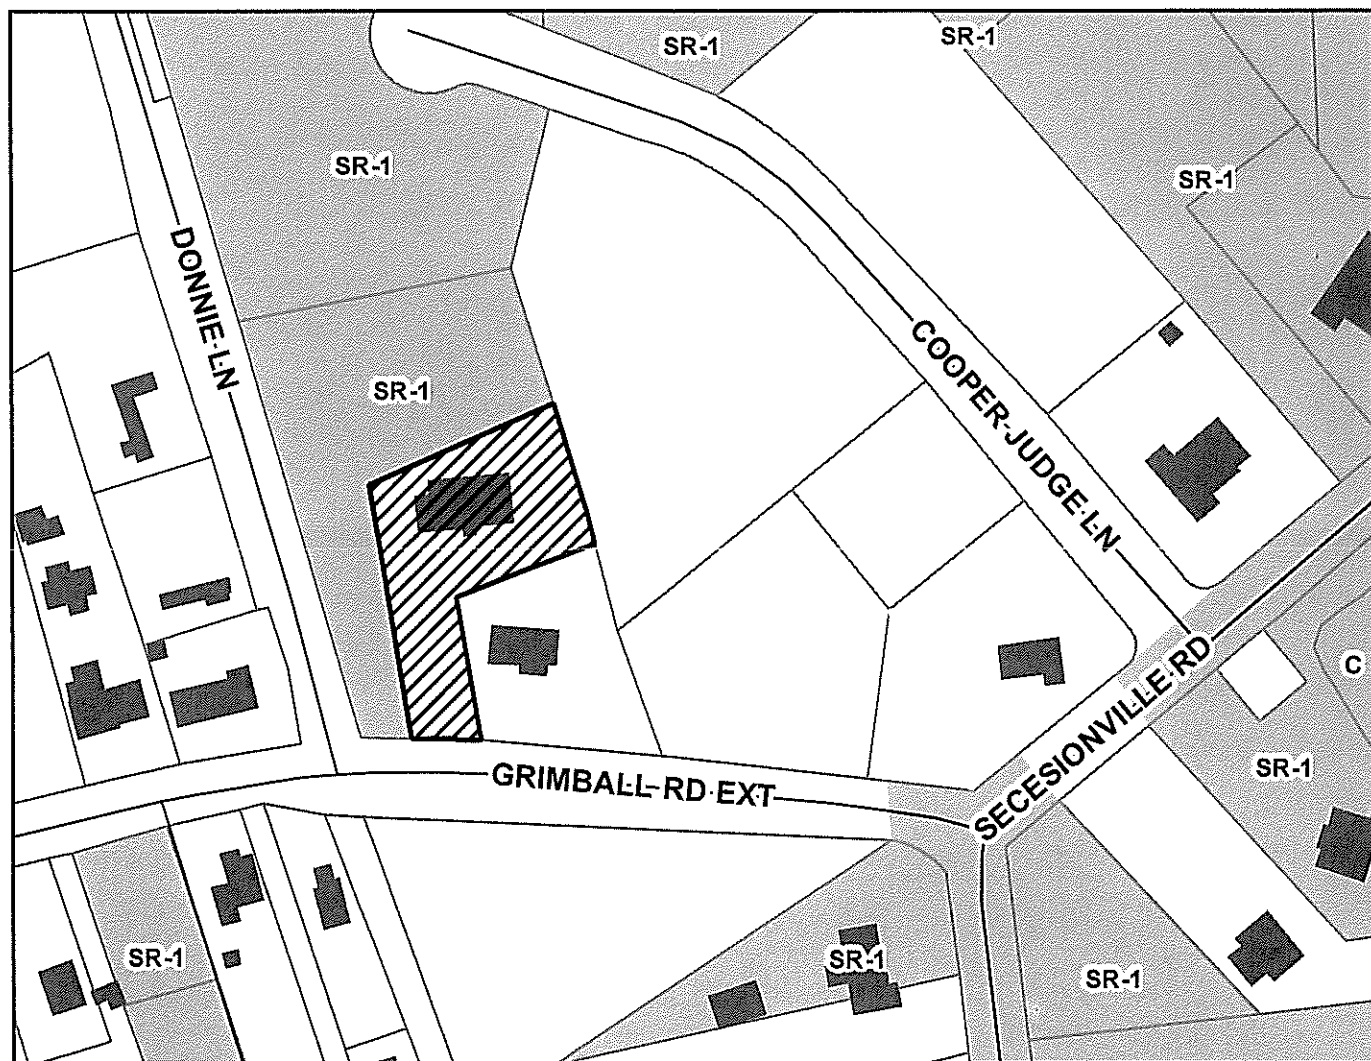 SR-1
SR-1
SR-1
SR-1
DONNIE LN
SR-1
COOPER JUDGE LN
SECESIONVILLE RD
C
GRIMBALL RD EXT
SR-1
SR-1
SR-1
SR-1